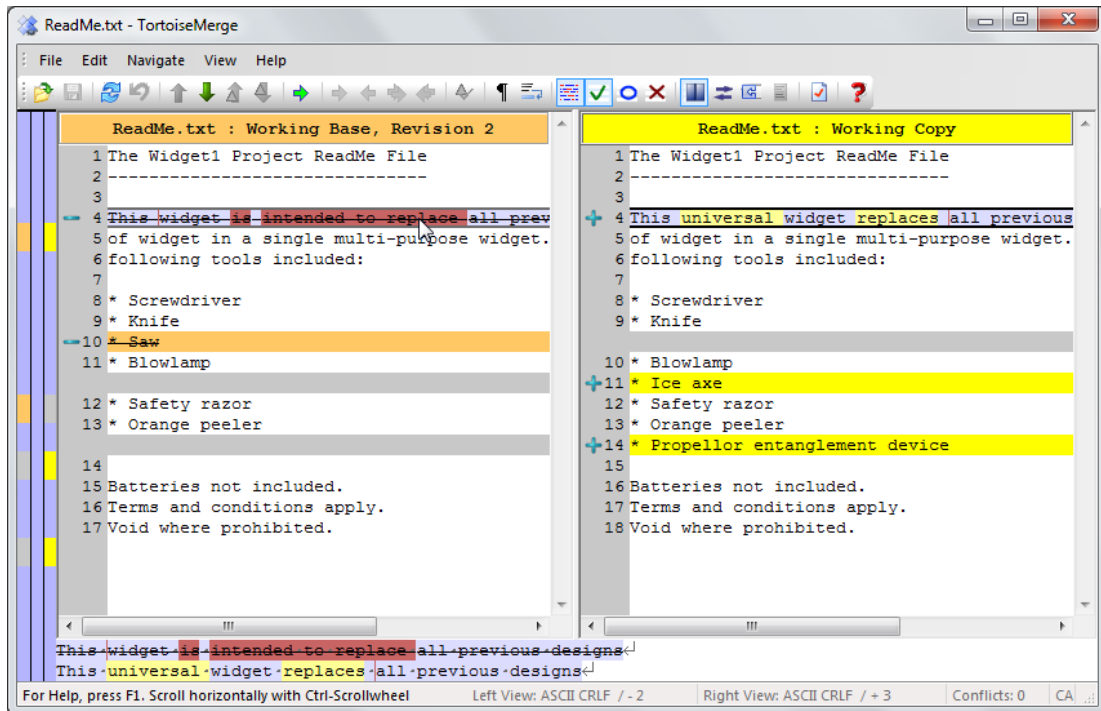 ReadMe.txt - TortoiseMerge
File Edit Navigate View Help
ReadMe.txt : Working Base, Revision 2
1 The Widget1 Project ReadMe File
2 -------------------------------
3
4 This widget is intended to replace all prev
5 of widget in a single multi-purpose widget.
6 following tools included:
7
8 * Screwdriver
9 * Knife
10 * Saw
11 * Blowlamp
12 * Safety razor
13 * Orange peeler
14
15 Batteries not included.
16 Terms and conditions apply.
17 Void where prohibited.
ReadMe.txt : Working Copy
1 The Widget1 Project ReadMe File
2 -------------------------------
3
4 This universal widget replaces all previous
5 of widget in a single multi-purpose widget.
6 following tools included:
7
8 * Screwdriver
9 * Knife
10 * Blowlamp
11 * Ice axe
12 * Safety razor
13 * Orange peeler
14 * Propellor entanglement device
15
16 Batteries not included.
17 Terms and conditions apply.
18 Void where prohibited.
This widget is intended to replace all previous designs
This universal widget replaces all previous designs
For Help, press F1. Scroll horizontally with Ctrl-Scrollwheel Left View: ASCII CRLF / - 2 Right View: ASCII CRLF / + 3 Conflicts: 0 CA